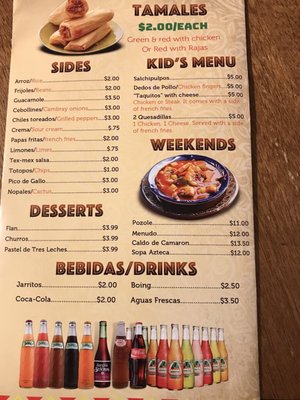 TAMALES
$2.00/EACH
Green & red with chicken
Or Red with Rajas
SIDES
Arroz/Rice $2.00
Frijoles/Beans $2.00
Guacamole $3.50
Cebollines/Cambray onions $3.00
Chiles toreados/Grilled peppers $3.00
Crema/Sour cream $.75
Papas fritas/french fries $2.00
Limones/Limes $.75
Tex-mex salsa $2.00
Totopos/Chips $1.00
Pico de Gallo $3.00
Nopales/Cactus $3.00
KID'S MENU
Salchipulpos $5.00
Dedos de Pollo/Chicken fingers $5.00
"Taquitos" with cheese $5.00
Chicken or Steak. It comes with a side
of french fries
2 Quesadillas $5.00
1 Chicken, 1 Cheese. Served with a side
of french fries
WEEKENDS
Pozole $11.00
Menudo $12.00
Caldo de Camaron $13.50
Sopa Azteca $12.00
DESSERTS
Flan $3.99
Churros $3.99
Pastel de Tres Leches $3.99
BEBIDAS/DRINKS
Jarritos $2.00
Coca-Cola $2.00
Boing $2.50
Aguas Frescas $3.50